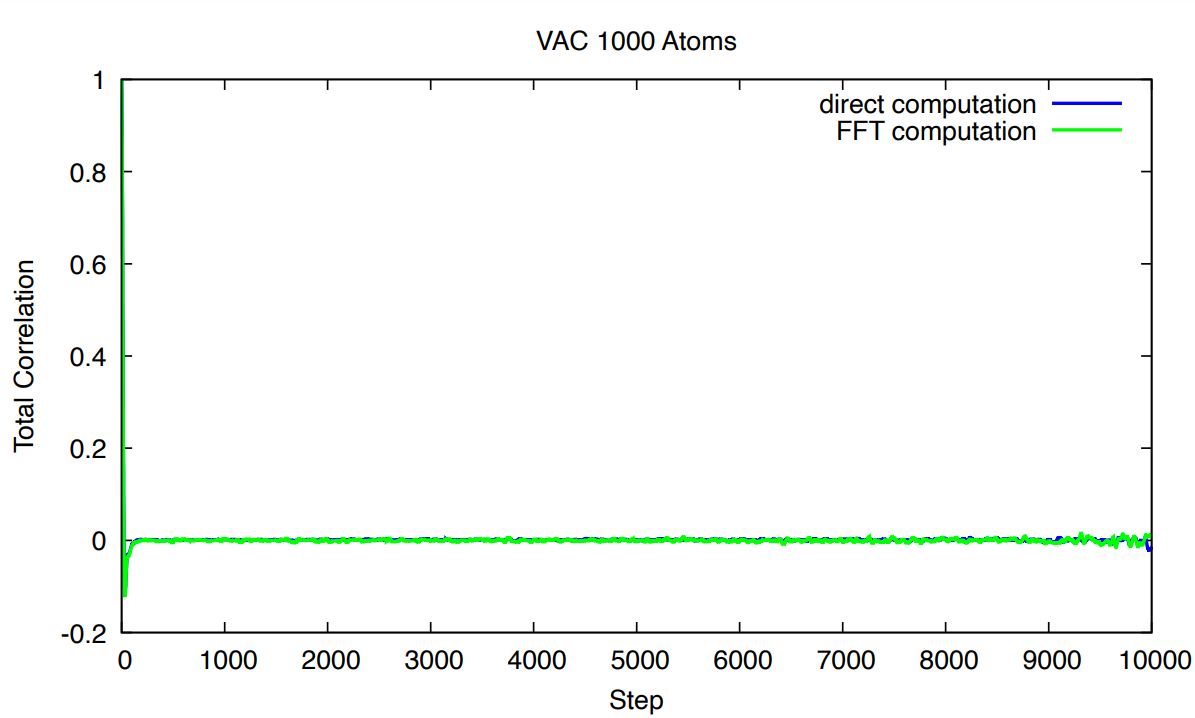 VAC 1000 Atoms
direct computation
FFT computation
Total Correlation
1
0.8
0.6
0.4
0.2
0
-0.2
0 1000 2000 3000 4000 5000 6000 7000 8000 9000 10000
Step